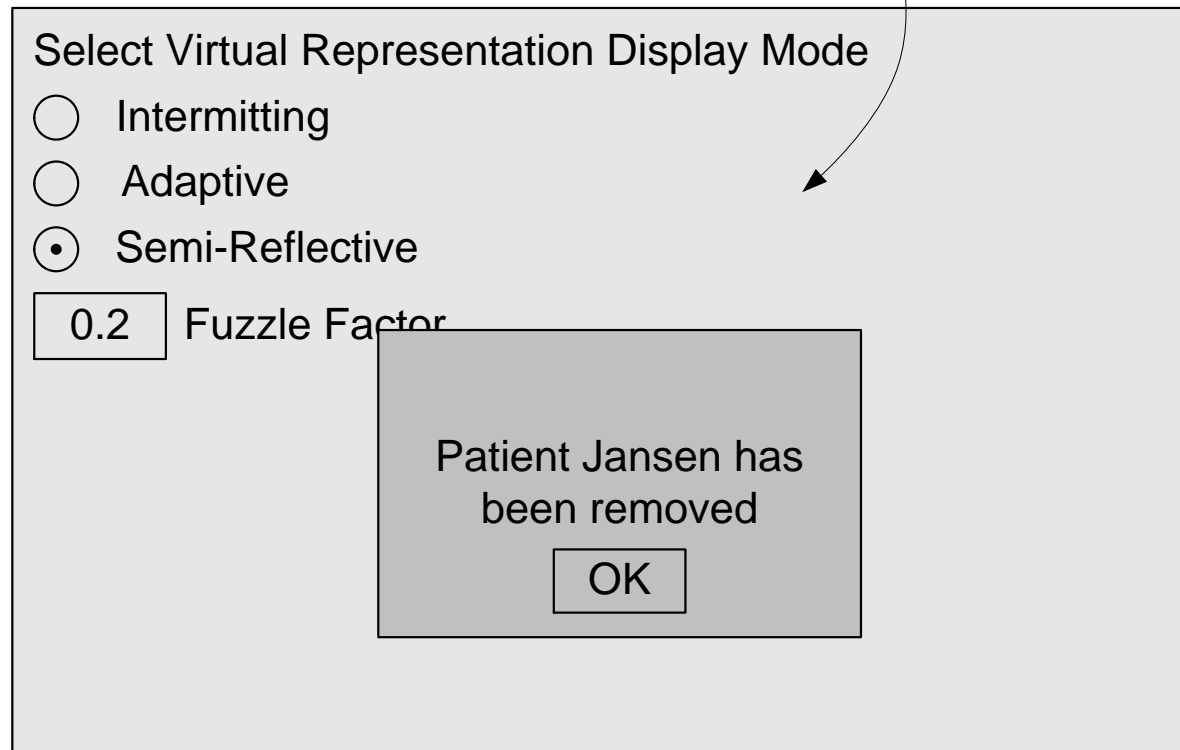 Select Virtual Representation Display Mode
Intermitting
Adaptive
Semi-Reflective
0.2 Fuzzle Factor
Patient Jansen has
been removed
OK